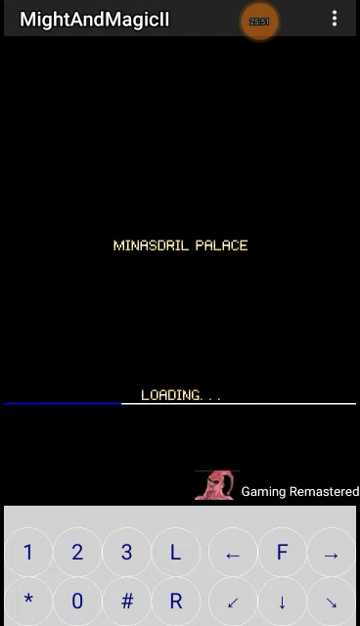 MightAndMagicII
25:51
MINASDRIL PALACE
LOADING...
Gaming Remastered
1 2 3 L ← F →
* 0 # R ↙ ↓ ↘